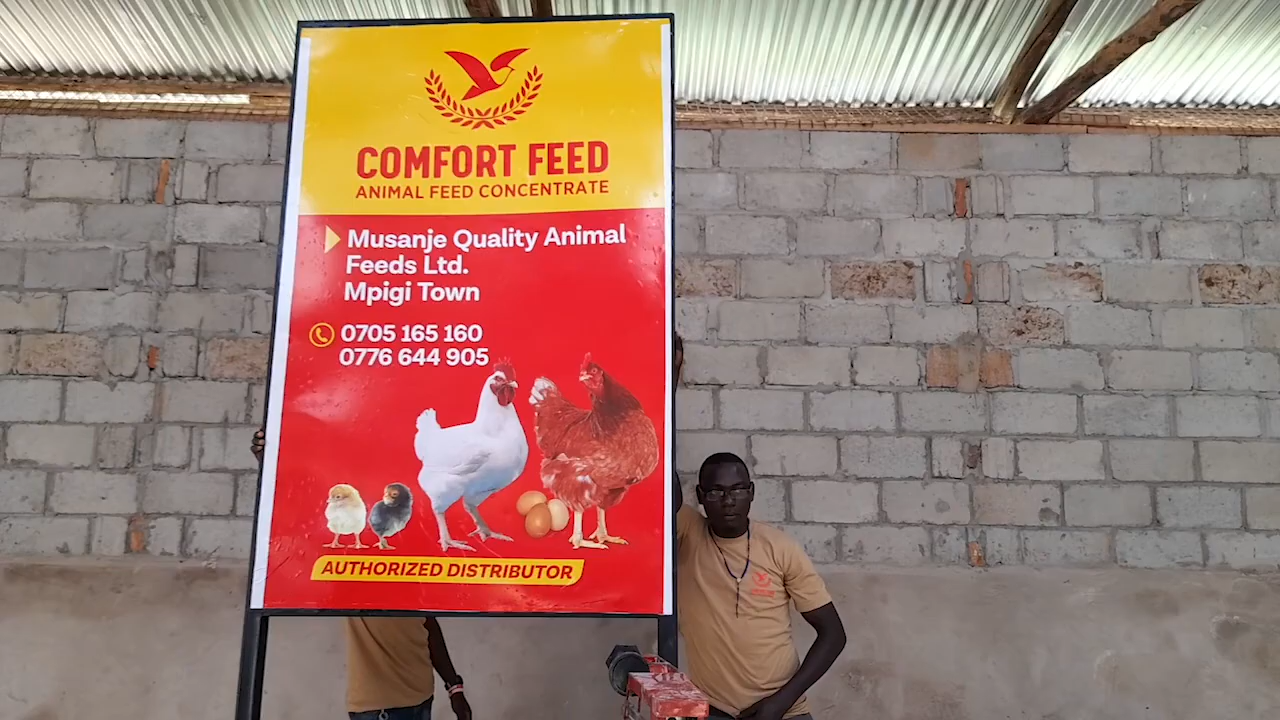 COMFORT FEED
ANIMAL FEED CONCENTRATE
Musanje Quality Animal
Feeds Ltd.
Mpigi Town
0705 165 160
0776 644 905
AUTHORIZED DISTRIBUTOR